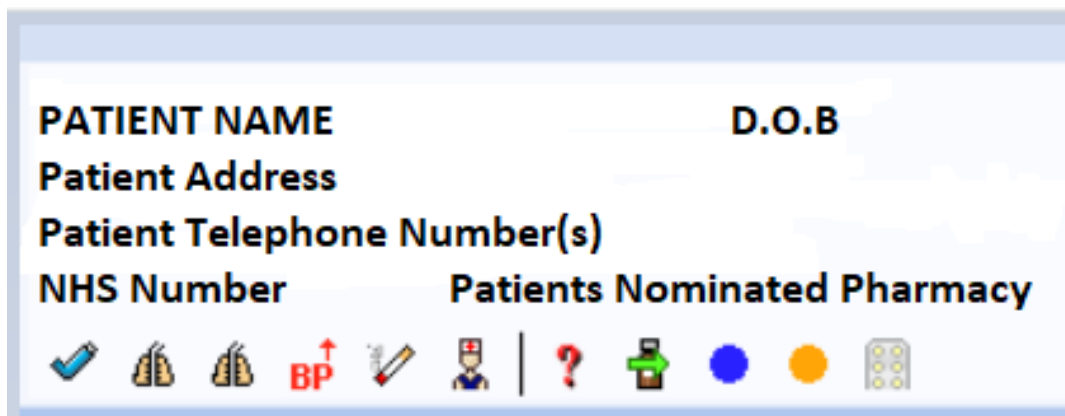 PATIENT NAME D.O.B
Patient Address
Patient Telephone Number(s)
NHS Number Patients Nominated Pharmacy
BP ?